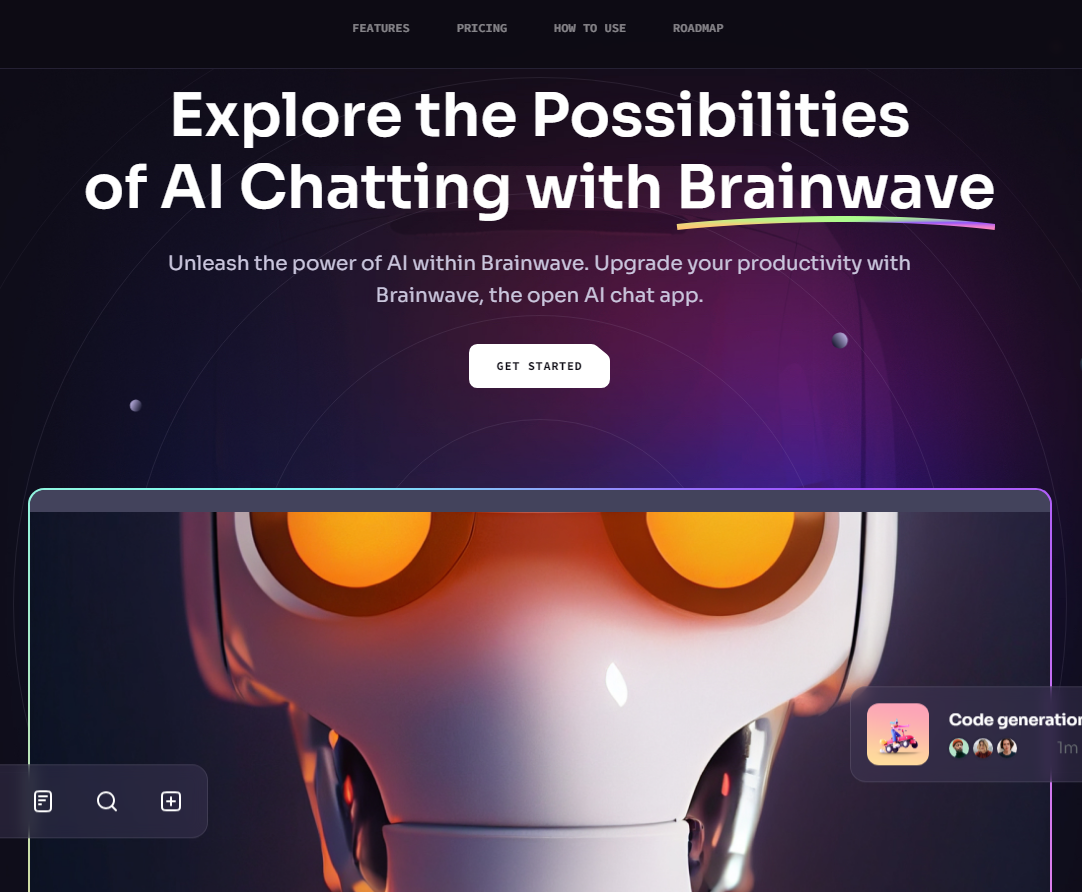 FEATURES PRICING HOW TO USE ROADMAP
Explore the Possibilities
of AI Chatting with Brainwave
Unleash the power of AI within Brainwave. Upgrade your productivity with
Brainwave, the open AI chat app.
GET STARTED
Code generation
1m